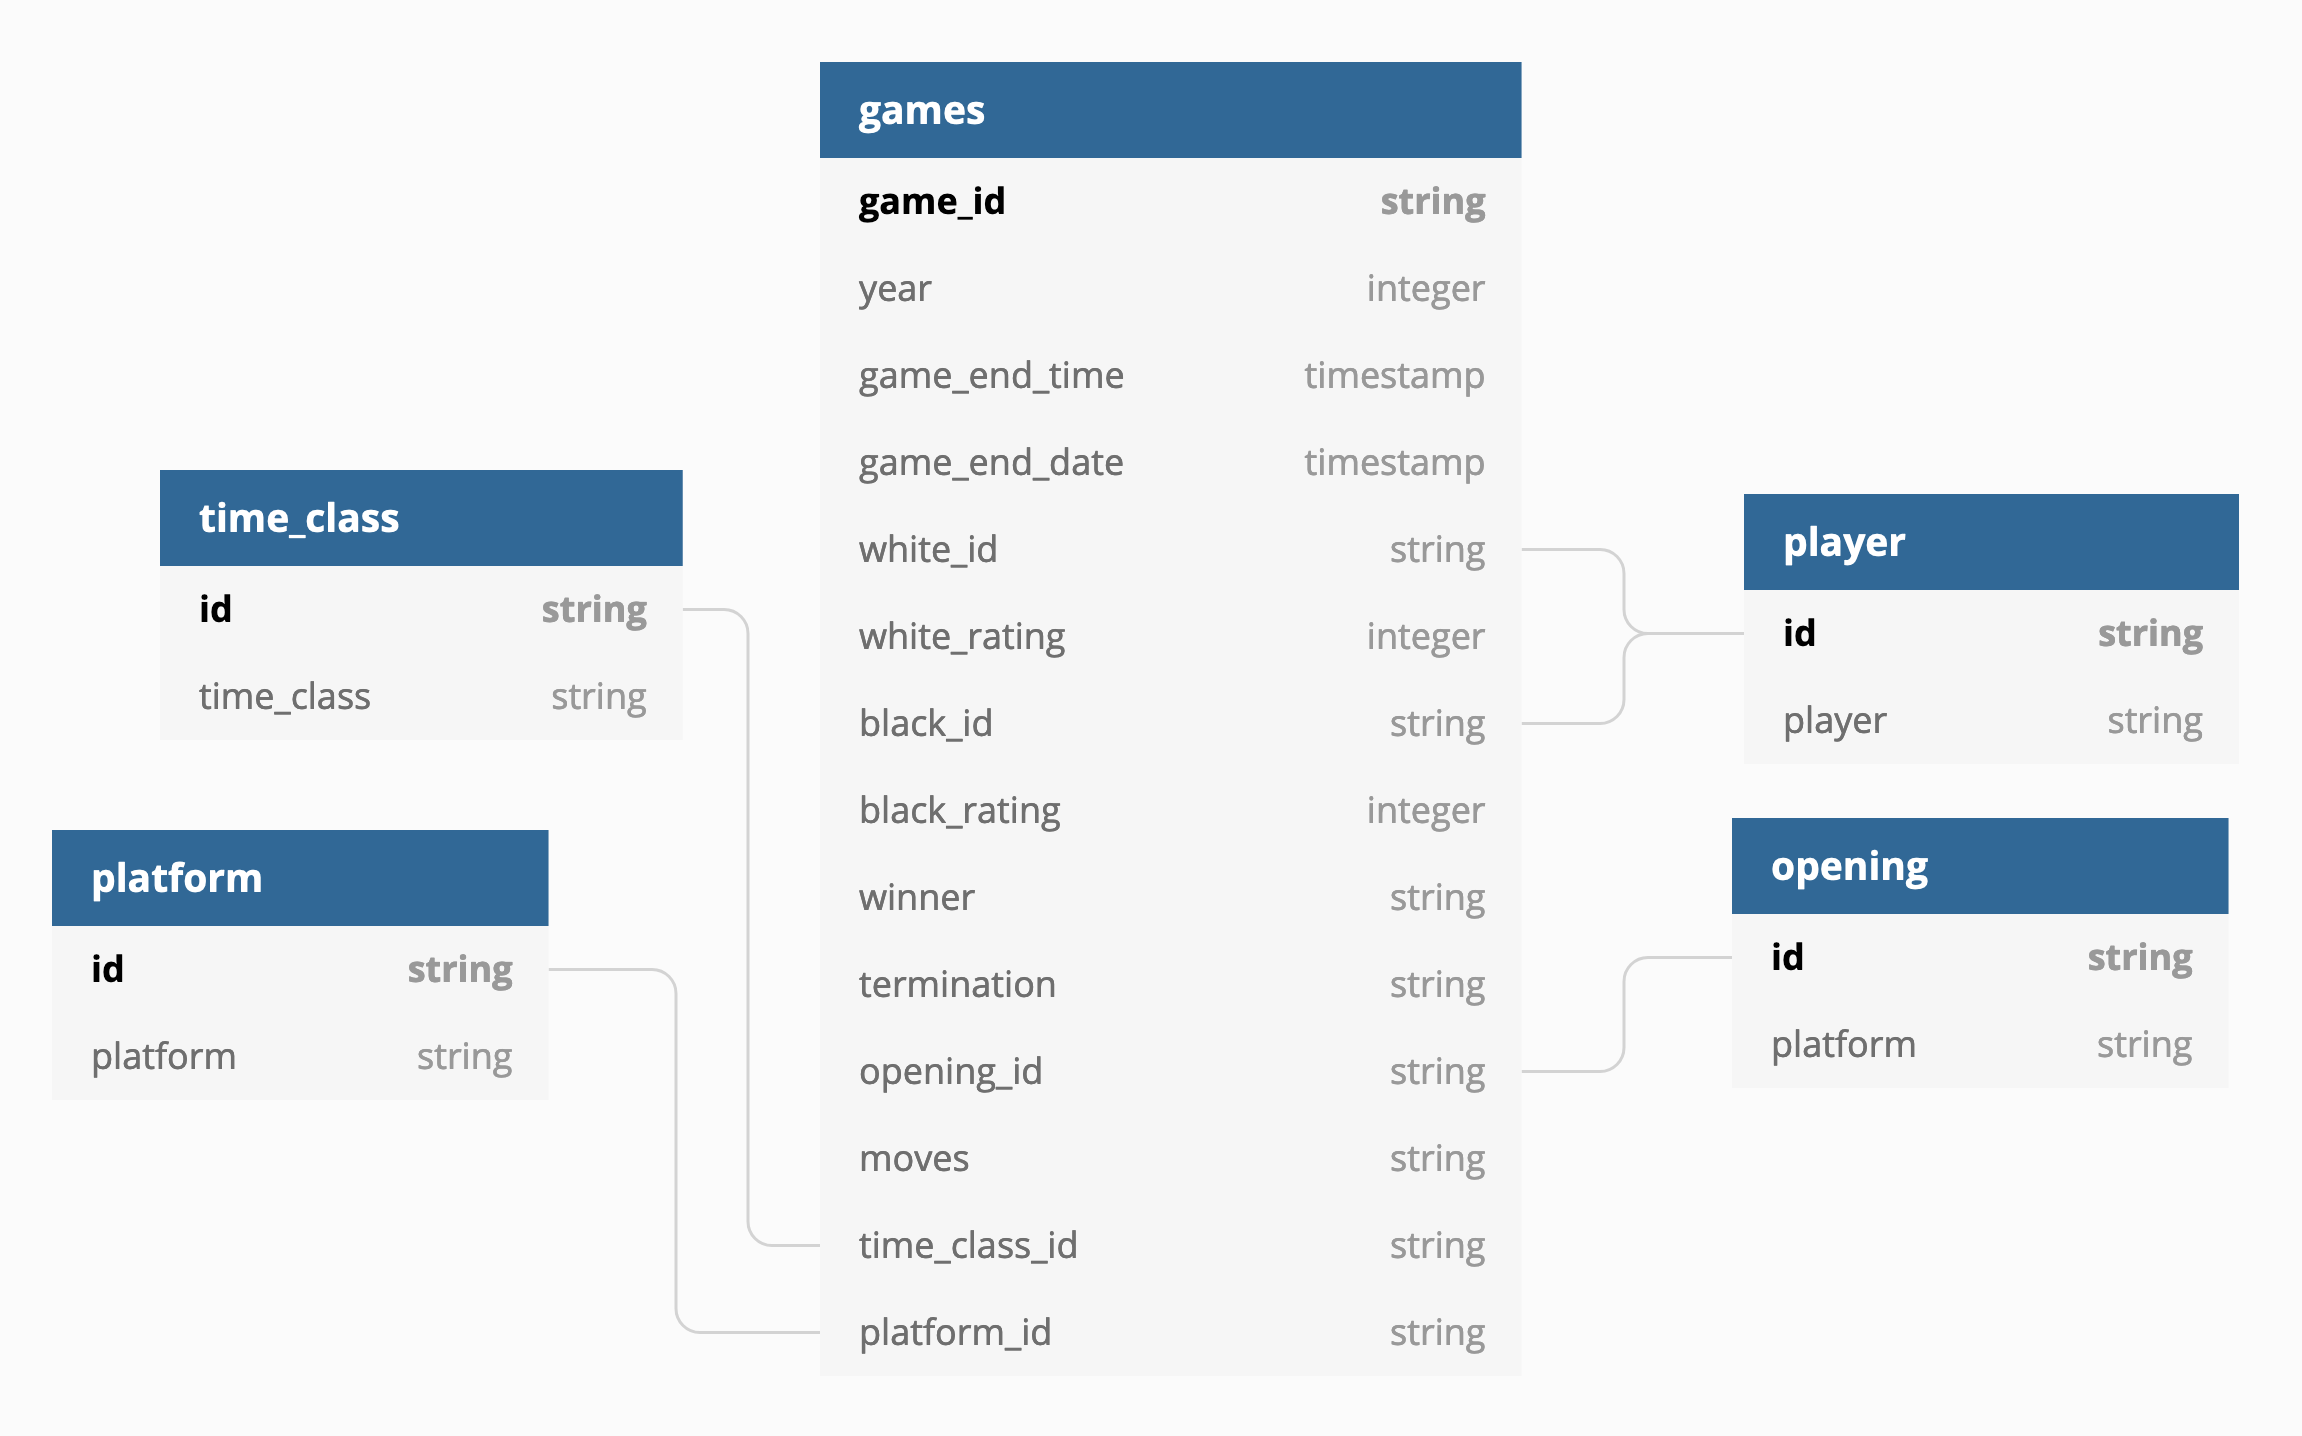 games
game_id string
year integer
game_end_time timestamp
game_end_date timestamp
white_id string
white_rating integer
black_id string
black_rating integer
winner string
termination string
opening_id string
moves string
time_class_id string
platform_id string
time_class
id string
time_class string
platform
id string
platform string
player
id string
player string
opening
id string
platform string